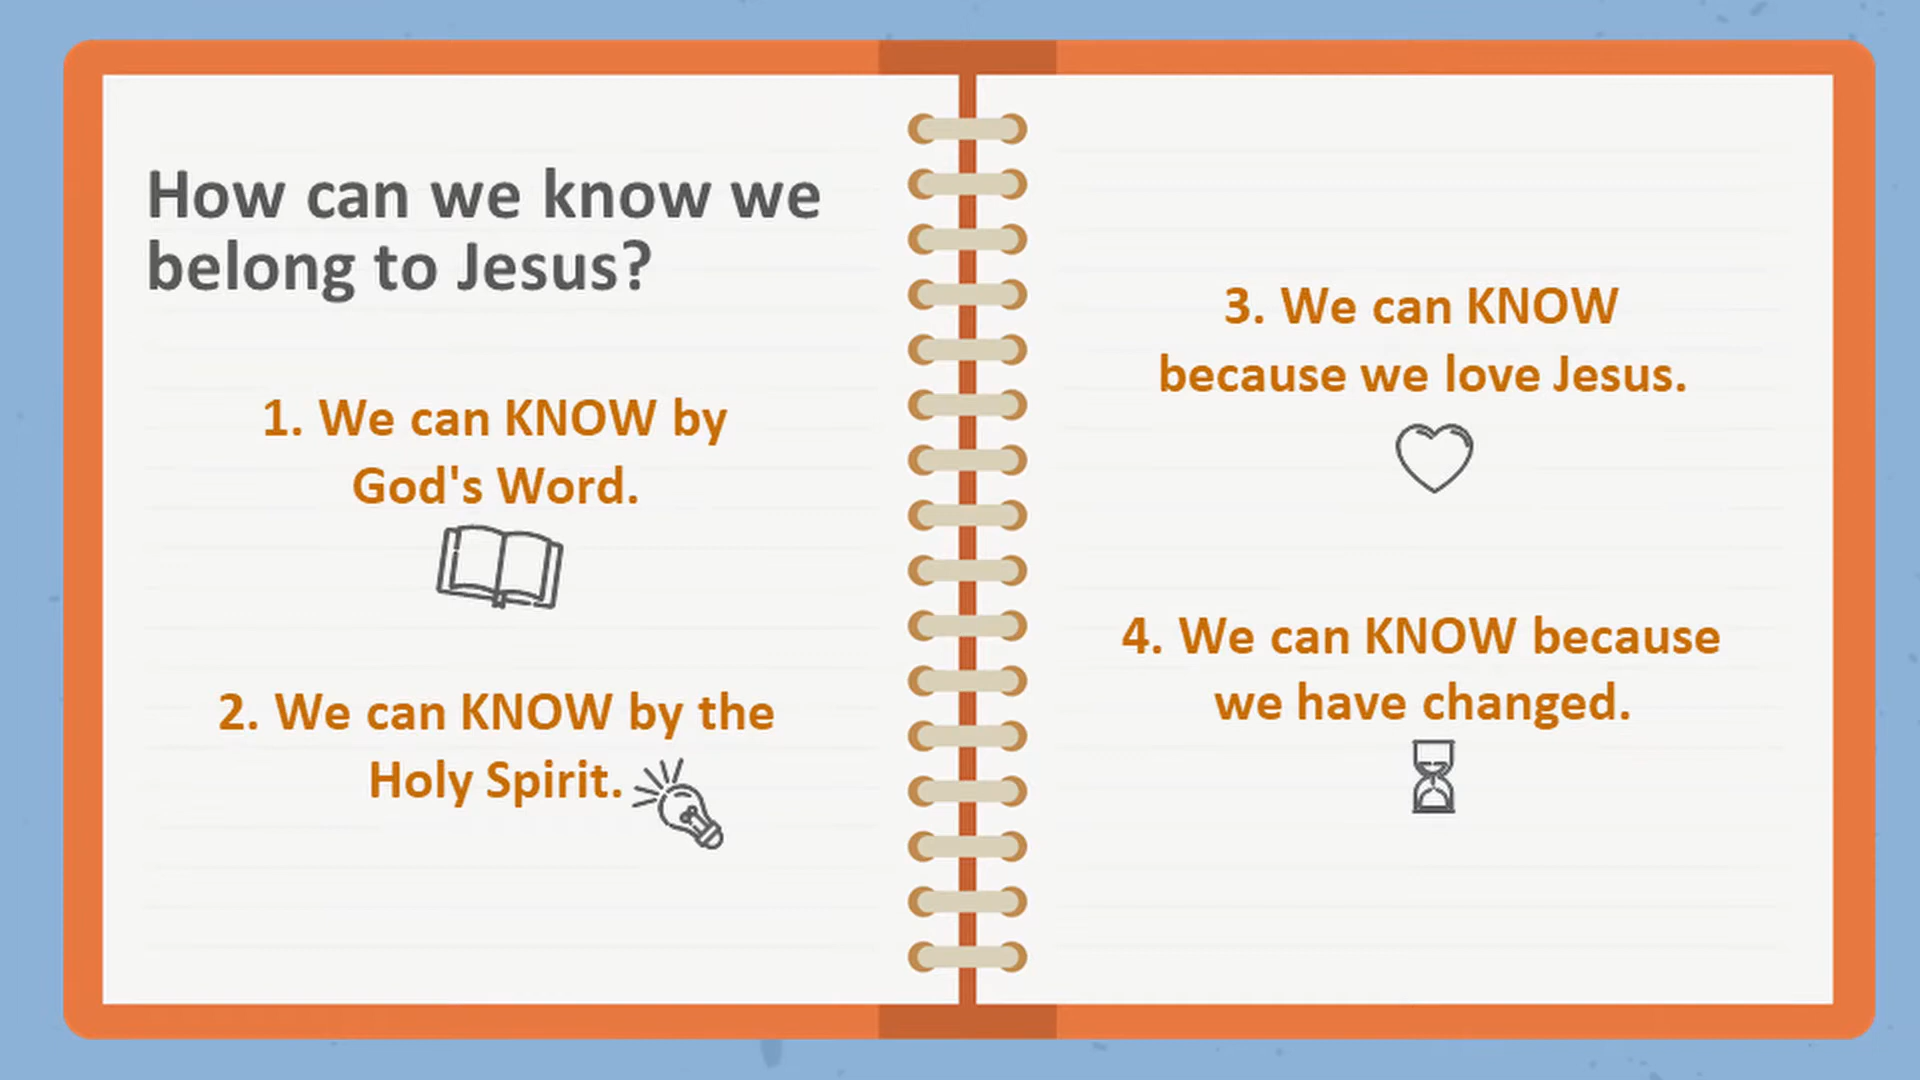 How can we know we
belong to Jesus?
1. We can KNOW by
God's Word.
2. We can KNOW by the
Holy Spirit.
3. We can KNOW
because we love Jesus.
4. We can KNOW because
we have changed.